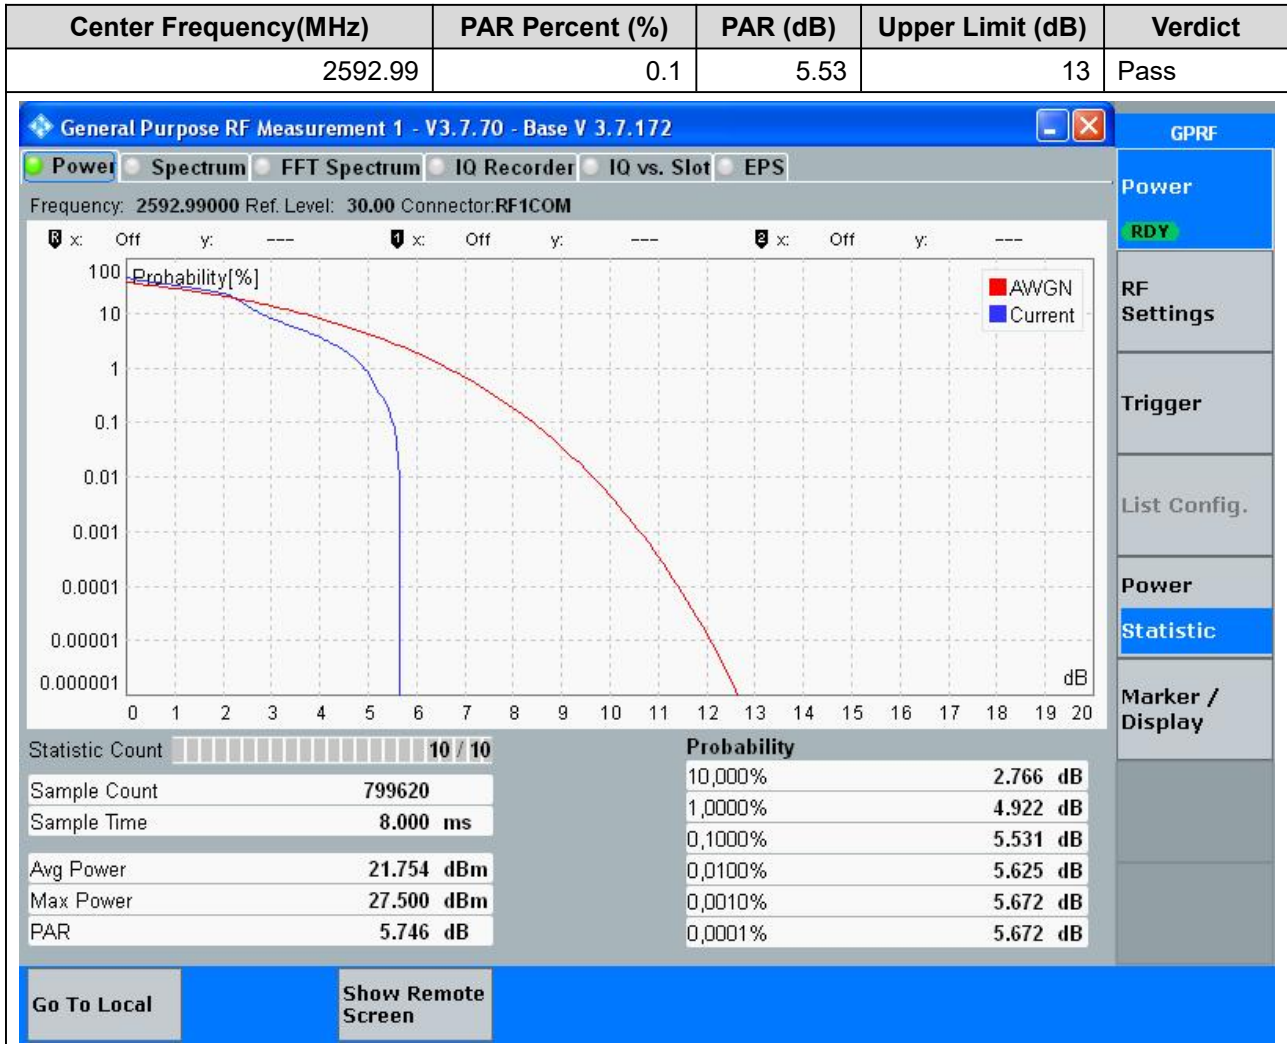 Center Frequency(MHz) PAR Percent (%) PAR (dB) Upper Limit (dB) Verdict
2592.99 0.1 5.53 13 Pass
General Purpose RF Measurement 1 - V3.7.70 - Base V 3.7.172
GPRF
Power Spectrum FFT Spectrum IQ Recorder IQ vs. Slot EPS
Power
RDY
Frequency: 2592.99000 Ref. Level: 30.00 Connector:RF1COM
R x: Off y: --- 1 x: Off y: --- 2 x: Off y: ---
Probability[%]
AWGN
Current
100
10
1
0.1
0.01
0.001
0.0001
0.00001
0.000001
dB
0 1 2 3 4 5 6 7 8 9 10 11 12 13 14 15 16 17 18 19 20
RF
Settings
Trigger
List Config.
Power
Statistic
Marker /
Display
Statistic Count 10 / 10
Sample Count 799620
Sample Time 8.000 ms
Avg Power 21.754 dBm
Max Power 27.500 dBm
PAR 5.746 dB
Probability
10,000% 2.766 dB
1,0000% 4.922 dB
0,1000% 5.531 dB
0,0100% 5.625 dB
0,0010% 5.672 dB
0,0001% 5.672 dB
Go To Local
Show Remote
Screen